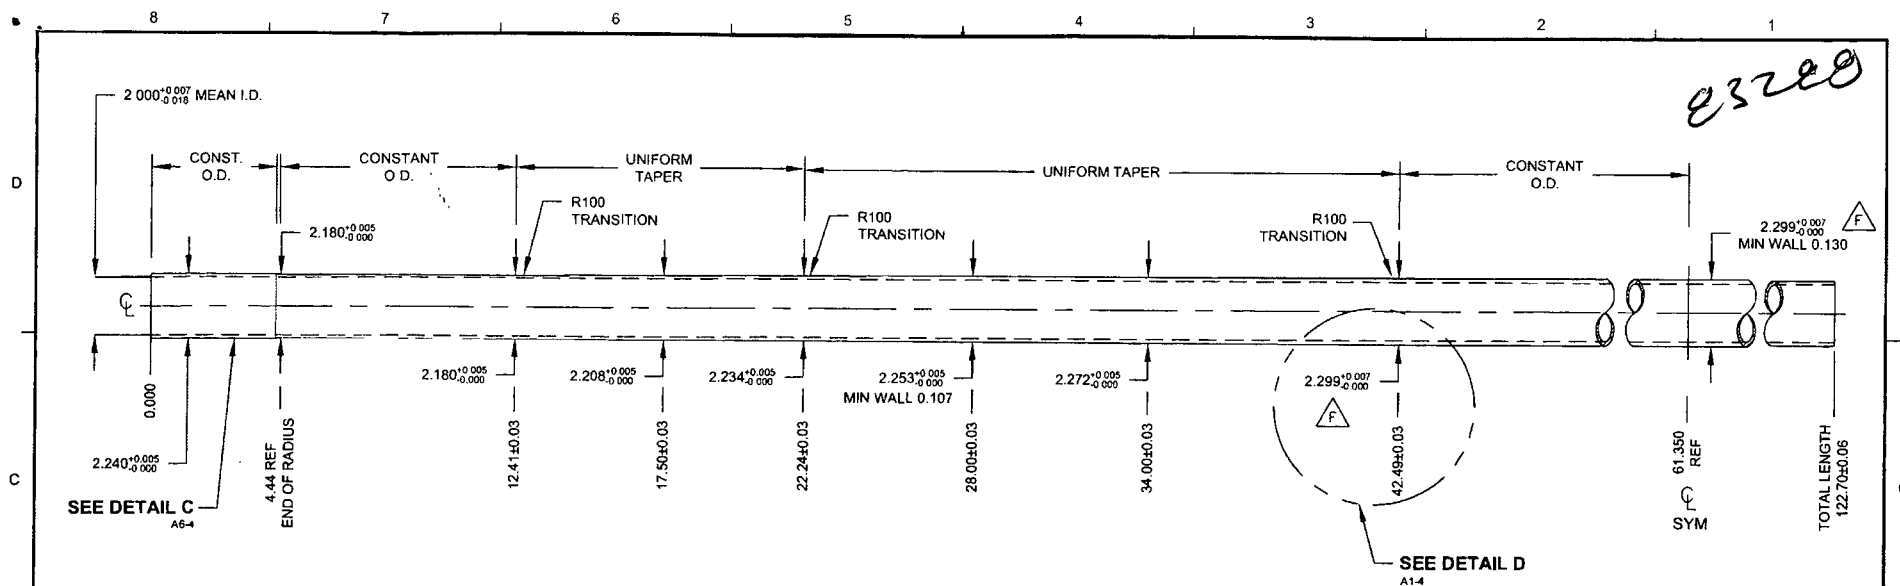 8 7 6 5 4 3 2 1
83288
2.000 +0.007 -0.018 MEAN I.D.
D
CONST.
O.D.
CONSTANT
O.D.
UNIFORM
TAPER
UNIFORM TAPER
CONSTANT
O.D.
R100
TRANSITION
R100
TRANSITION
R100
TRANSITION
2.180 +0.005 -0.000
2.299 +0.007 -0.000
MIN WALL 0.130
F
CL
2.180 +0.005 -0.000
2.208 +0.005 -0.000
2.234 +0.005 -0.000
2.253 +0.005 -0.000
MIN WALL 0.107
2.272 +0.005 -0.000
2.299 +0.007 -0.000
F
0.000
2.240 +0.005 -0.000
4.44 REF
END OF RADIUS
12.41±0.03
17.50±0.03
22.24±0.03
28.00±0.03
34.00±0.03
42.49±0.03
61.350
REF
CL
SYM
TOTAL LENGTH
122.70±0.06
C
SEE DETAIL C
A6-4
SEE DETAIL D
A1-4